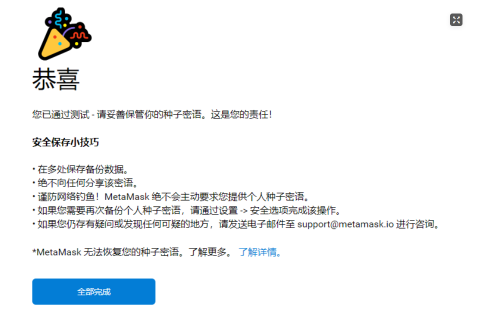 恭喜
您已通过测试 - 请妥善保管你的种子密语。这是您的责任！
安全保存小技巧
• 在多处保存备份数据。
• 绝不向任何分享该密语。
• 谨防网络钓鱼！MetaMask 绝不会主动要求您提供个人种子密语。
• 如果您需要再次备份个人种子密语，请通过设置 -> 安全选项完成该操作。
• 如果您仍存有疑问或发现任何可疑的地方，请发送电子邮件至 support@metamask.io 进行咨询。
*MetaMask 无法恢复您的种子密语。了解更多。 了解详情。
全部完成